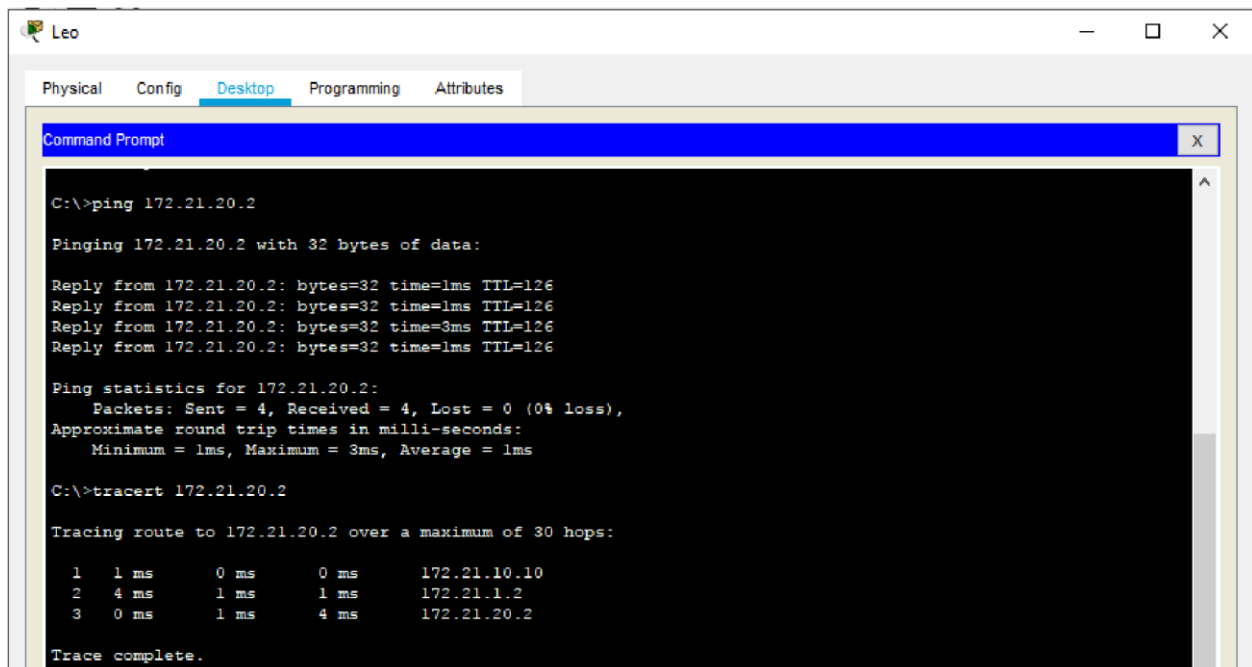 Leo
Physical Config Desktop Programming Attributes
Command Prompt
X
C:\>ping 172.21.20.2
Pinging 172.21.20.2 with 32 bytes of data:
Reply from 172.21.20.2: bytes=32 time=1ms TTL=126
Reply from 172.21.20.2: bytes=32 time=1ms TTL=126
Reply from 172.21.20.2: bytes=32 time=3ms TTL=126
Reply from 172.21.20.2: bytes=32 time=1ms TTL=126
Ping statistics for 172.21.20.2:
Packets: Sent = 4, Received = 4, Lost = 0 (0% loss),
Approximate round trip times in milli-seconds:
Minimum = 1ms, Maximum = 3ms, Average = 1ms
C:\>tracert 172.21.20.2
Tracing route to 172.21.20.2 over a maximum of 30 hops:
1 1 ms 0 ms 0 ms 172.21.10.10
2 4 ms 1 ms 1 ms 172.21.1.2
3 0 ms 1 ms 4 ms 172.21.20.2
Trace complete.